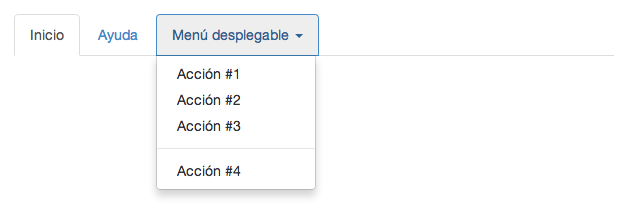 Inicio Ayuda Menú desplegable
Acción #1
Acción #2
Acción #3
Acción #4